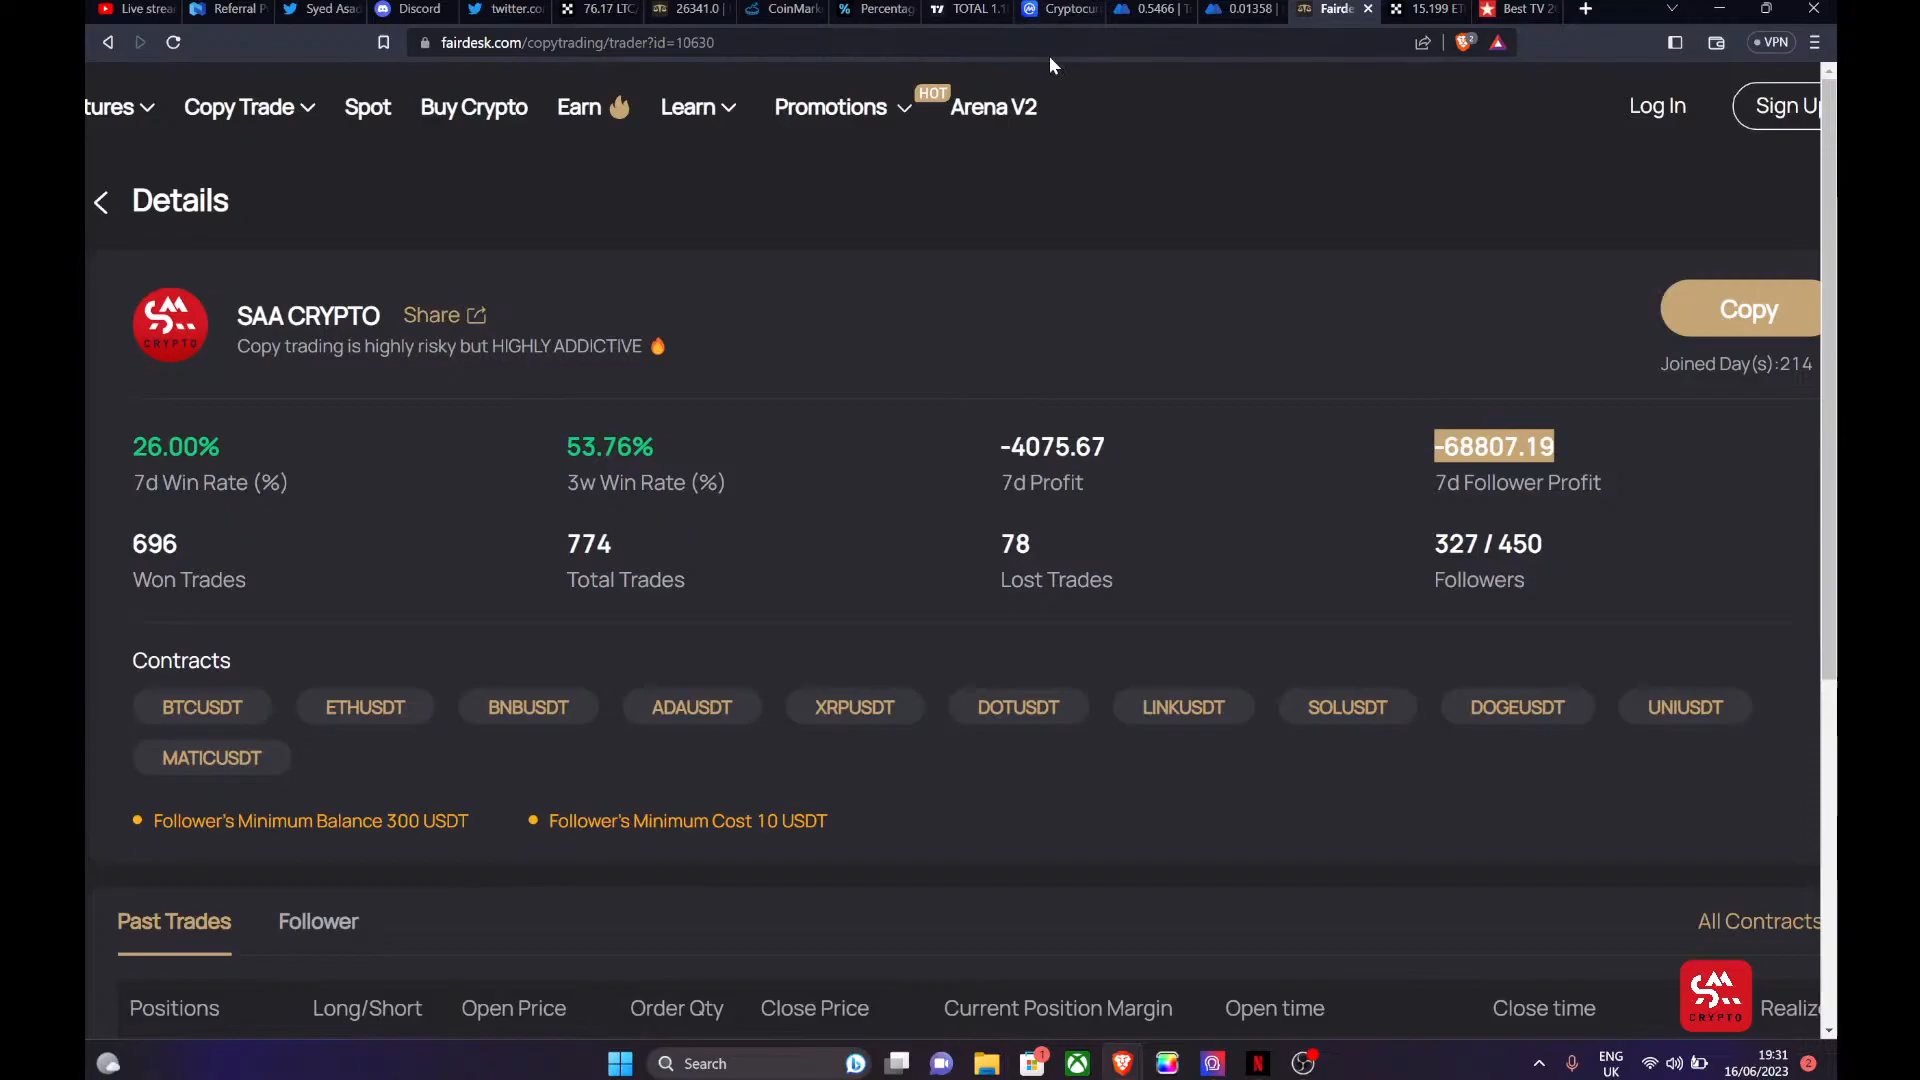 Live strea Referral P Syed Asa Discord twitter.co 76.17 LTC/ 26341.0 CoinMark Percentag TOTAL 1.1 Cryptocur 0.5466 | T 0.01358 | Fairde 15.199 ET Best TV 2
fairdesk.com/copytrading/trader?id=10630 2 VPN
HOT
tures Copy Trade Spot Buy Crypto Earn Learn Promotions Arena V2 Log In Sign Up
Details
SAA CRYPTO Share Copy
Copy trading is highly risky but HIGHLY ADDICTIVE
Joined Day(s):214
26.00% 53.76% -4075.67 -68807.19
7d Win Rate (%) 3w Win Rate (%) 7d Profit 7d Follower Profit
696 774 78 327 / 450
Won Trades Total Trades Lost Trades Followers
Contracts
BTCUSDT ETHUSDT BNBUSDT ADAUSDT XRPUSDT DOTUSDT LINKUSDT SOLUSDT DOGEUSDT UNIUSDT
MATICUSDT
Follower's Minimum Balance 300 USDT Follower's Minimum Cost 10 USDT
Past Trades Follower All Contracts
Positions Long/Short Open Price Order Qty Close Price Current Position Margin Open time Close time Realize
CRYPTO
Search 1 ENG 19:31
UK 16/06/2023 2